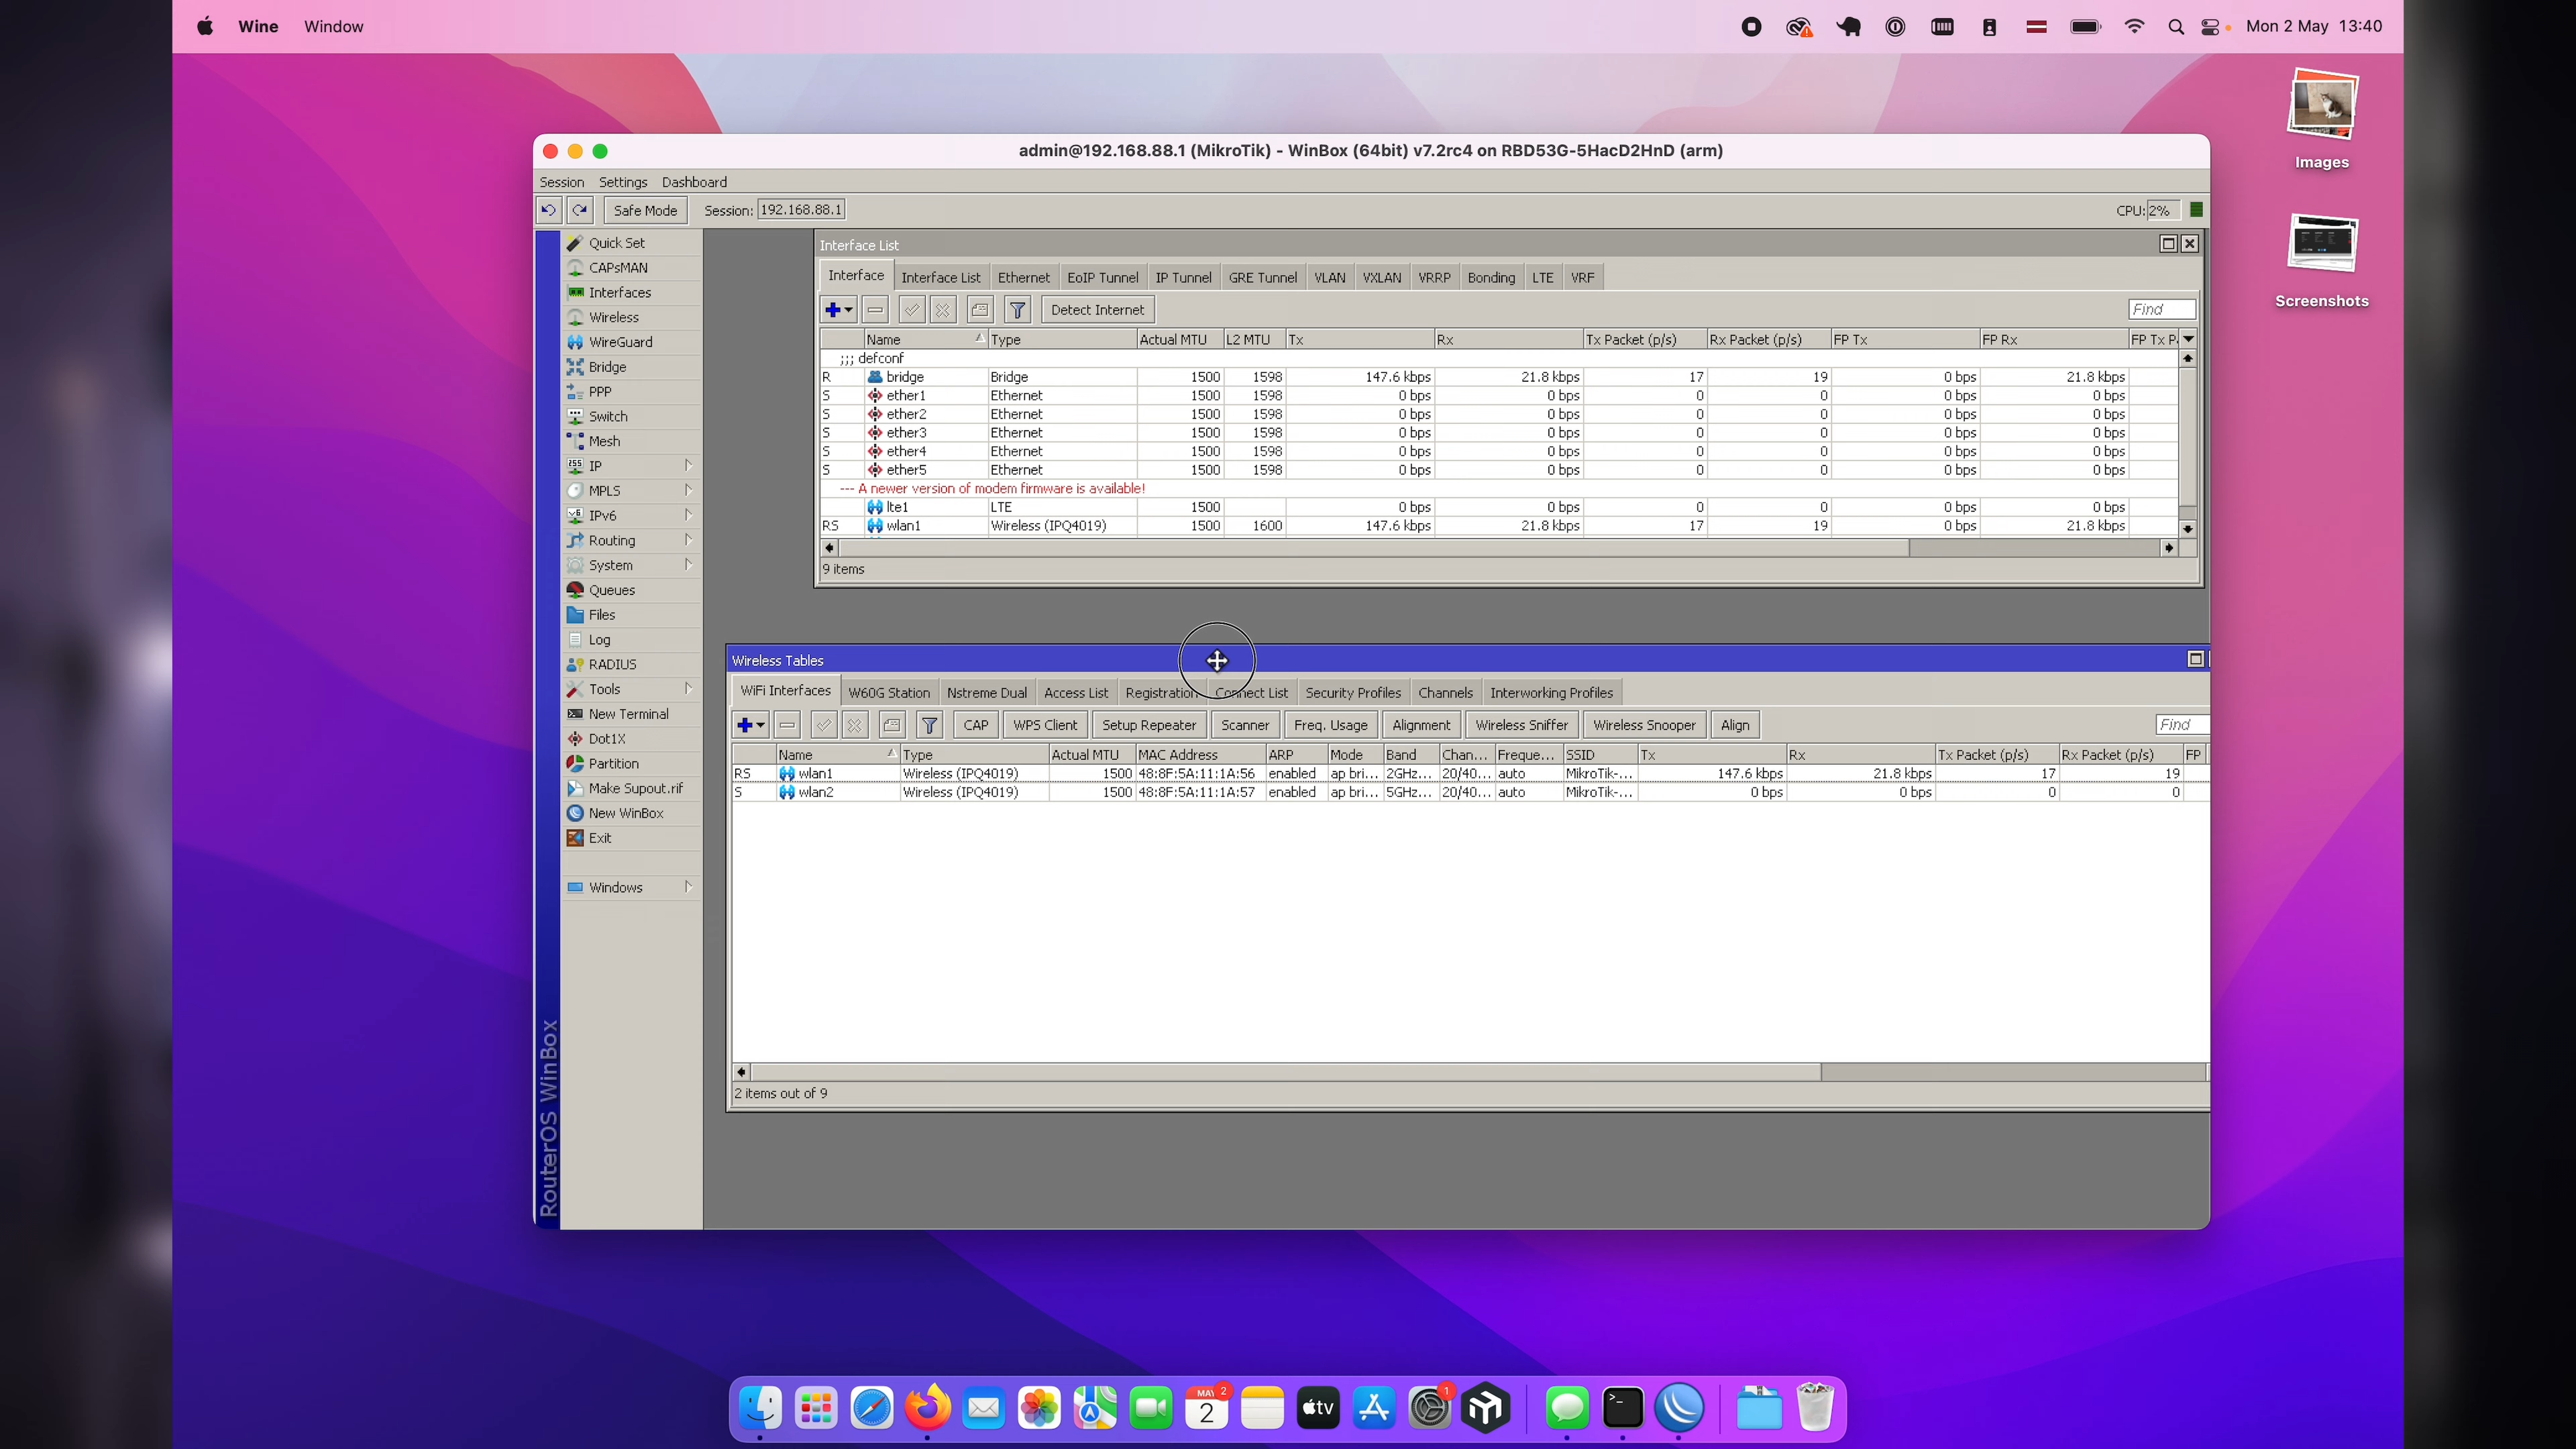 Wine Window Mon 2 May 13:40
Images
Screenshots
admin@192.168.88.1 (MikroTik) - WinBox (64bit) v7.2rc4 on RBD53G-5HacD2HnD (arm)
Session Settings Dashboard
Safe Mode Session: 192.168.88.1 CPU: 2%
Quick Set
CAPsMAN
Interfaces
Wireless
WireGuard
Bridge
PPP
Switch
Mesh
IP
MPLS
IPv6
Routing
System
Queues
Files
Log
RADIUS
Tools
New Terminal
Dot1X
Partition
Make Supout.rif
New WinBox
Exit
Windows
RouterOS WinBox
Interface List
Interface Interface List Ethernet EoIP Tunnel IP Tunnel GRE Tunnel VLAN VXLAN VRRP Bonding LTE VRF
Detect Internet Find
Name Type Actual MTU L2 MTU Tx Rx Tx Packet (p/s) Rx Packet (p/s) FP Tx FP Rx FP Tx P
;;; defconf
R bridge Bridge 1500 1598 147.6 kbps 21.8 kbps 17 19 0 bps 21.8 kbps
S ether1 Ethernet 1500 1598 0 bps 0 bps 0 0 0 bps 0 bps
S ether2 Ethernet 1500 1598 0 bps 0 bps 0 0 0 bps 0 bps
S ether3 Ethernet 1500 1598 0 bps 0 bps 0 0 0 bps 0 bps
S ether4 Ethernet 1500 1598 0 bps 0 bps 0 0 0 bps 0 bps
S ether5 Ethernet 1500 1598 0 bps 0 bps 0 0 0 bps 0 bps
--- A newer version of modem firmware is available!
lte1 LTE 1500 0 bps 0 bps 0 0 0 bps 0 bps
RS wlan1 Wireless (IPQ4019) 1500 1600 147.6 kbps 21.8 kbps 17 19 0 bps 21.8 kbps
9 items
Wireless Tables
WiFi Interfaces W60G Station Nstreme Dual Access List Registration Connect List Security Profiles Channels Interworking Profiles
CAP WPS Client Setup Repeater Scanner Freq. Usage Alignment Wireless Sniffer Wireless Snooper Align Find
Name Type Actual MTU MAC Address ARP Mode Band Chan... Freque... SSID Tx Rx Tx Packet (p/s) Rx Packet (p/s) FP
RS wlan1 Wireless (IPQ4019) 1500 48:8F:5A:11:1A:56 enabled ap bri... 2GHz... 20/40... auto MikroTik-... 147.6 kbps 21.8 kbps 17 19
S wlan2 Wireless (IPQ4019) 1500 48:8F:5A:11:1A:57 enabled ap bri... 5GHz... 20/40... auto MikroTik-... 0 bps 0 bps 0 0
2 items out of 9
MAY 2
2
tv
1